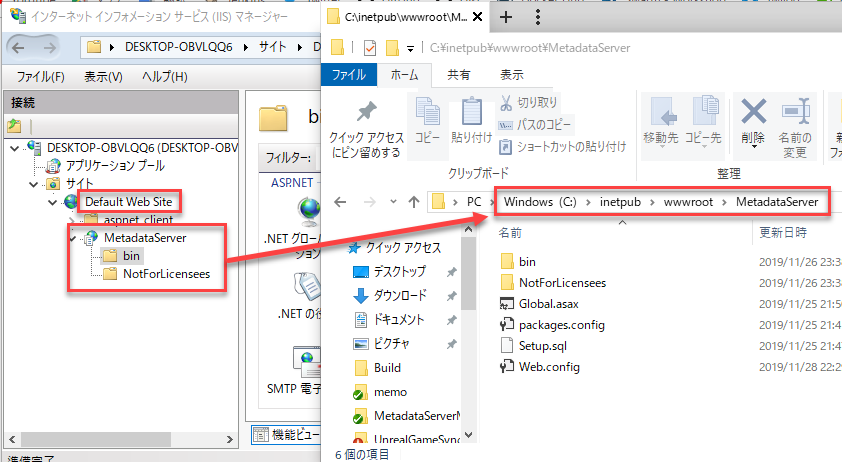 インターネット インフォメーション サービス (IIS) マネージャー
DESKTOP-OBVLQQ6
サイト
ファイル(F)
表示(V)
ヘルプ(H)
接続
DESKTOP-OBVLQQ6 (DESKTOP-OBV
アプリケーション プール
サイト
Default Web Site
aspnet_client
MetadataServer
bin
NotForLicensees
フィルター:
ASP.NET
.NET グロー
.NET の役
SMTP 電子
機能ビュー
準備完了
C:\inetpub\wwwroot\M
C:¥inetpub¥wwwroot¥MetadataServer
ファイル
ホーム
共有
表示
クイック アクセス
にピン留めする
コピー
貼り付け
切り取り
パスのコピー
ショートカットの貼り付け
クリップボード
移動先
コピー先
削除
名前の
変更
整理
PC
Windows (C:)
inetpub
wwwroot
MetadataServer
クイック アクセス
デスクトップ
ダウンロード
ドキュメント
ピクチャ
Build
memo
MetadataServerM
UnrealGameSync
6 個の項目
名前
更新日時
bin
2019/11/26 23:3
NotForLicensees
2019/11/26 23:3
Global.asax
2019/11/25 21:5
packages.config
2019/11/25 21:4
Setup.sql
2019/11/25 21:4
Web.config
2019/11/28 22:2